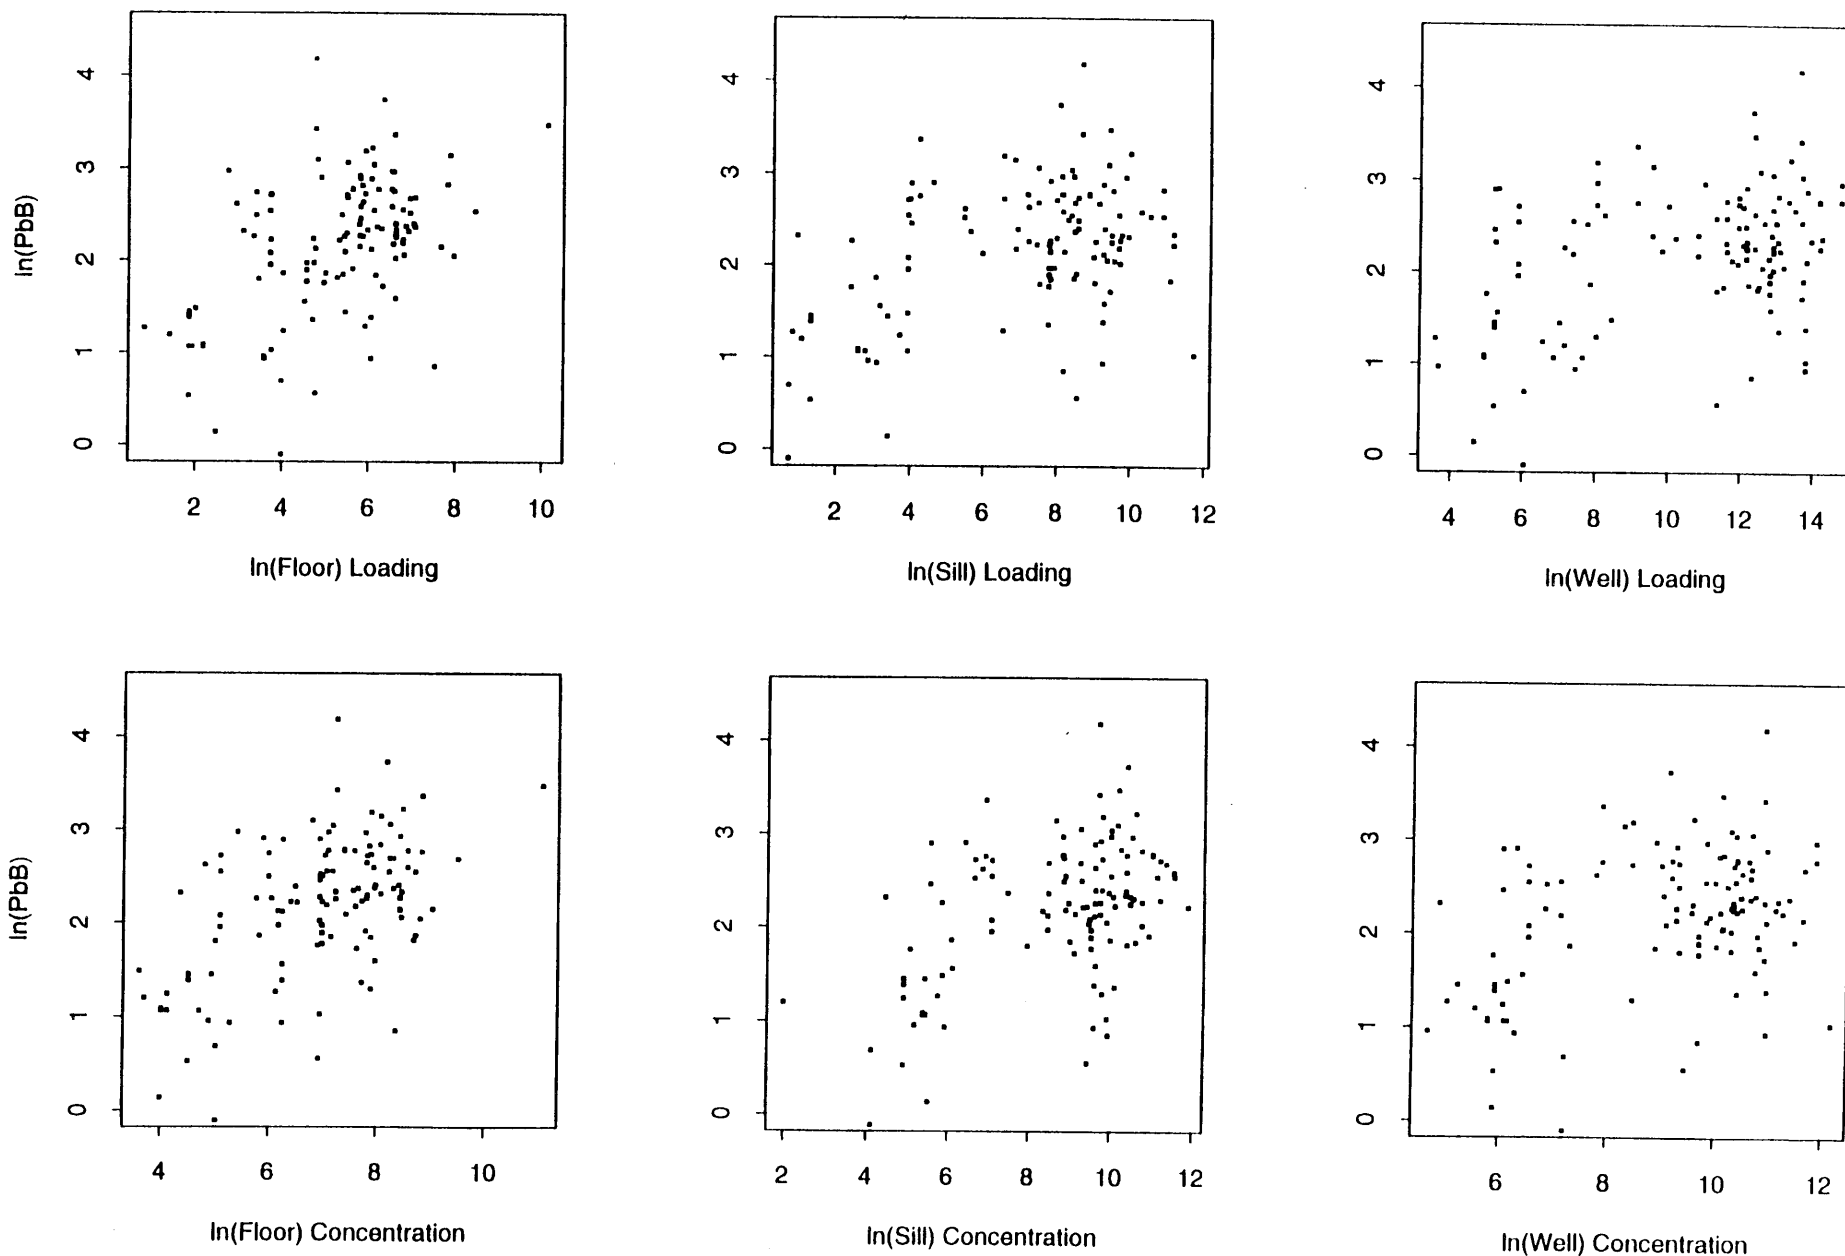 ln(PbB)
4
3
2
1
0
2 4 6 8 10
ln(Floor) Loading
4
3
2
1
0
2 4 6 8 10 12
ln(Sill) Loading
4
3
2
1
0
4 6 8 10 12 14
ln(Well) Loading
ln(PbB)
4
3
2
1
0
4 6 8 10
ln(Floor) Concentration
4
3
2
1
0
2 4 6 8 10 12
ln(Sill) Concentration
4
3
2
1
0
6 8 10 12
ln(Well) Concentration